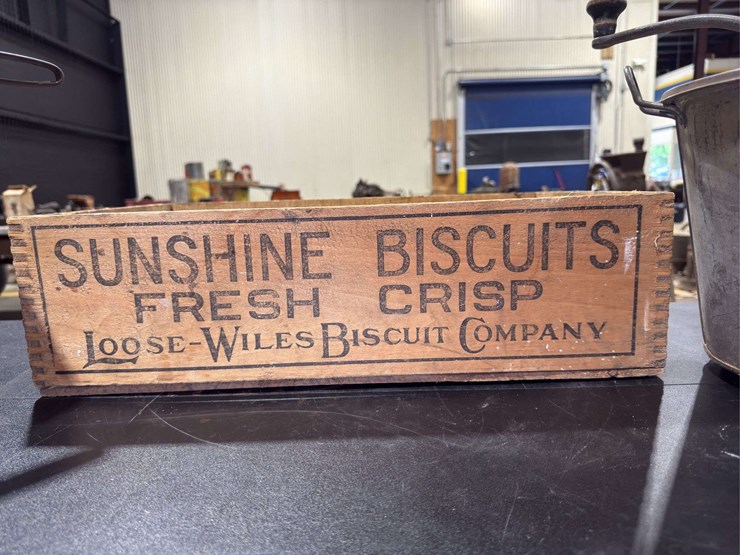 SUNSHINE BISCUITS
FRESH CRISP
LOOSE-WILES BISCUIT COMPANY